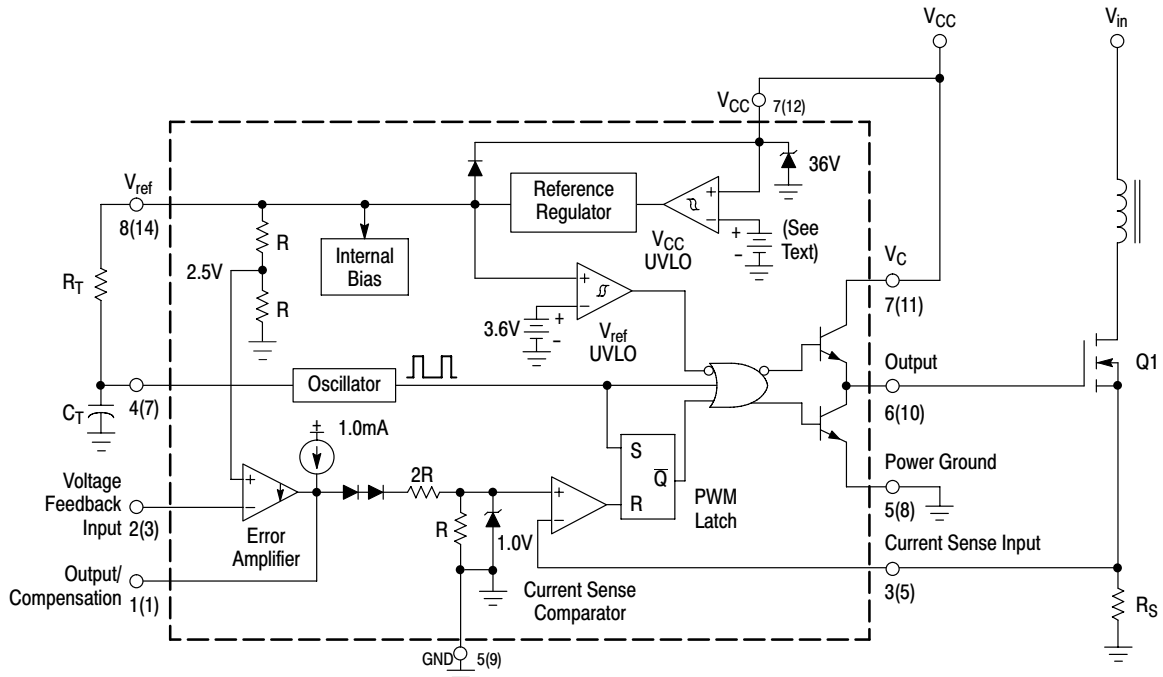 VCC
Vin
VCC
7(12)
36V
Vref
8(14)
Reference
Regulator
+
−
R
Internal
Bias
VCC
UVLO
+
-
(See
Text)
2.5V
RT
R
+
−
VC
7(11)
3.6V
+
-
Vref
UVLO
Output
Q1
Oscillator
CT
4(7)
6(10)
1.0mA
S
2R
Q
Power Ground
Voltage
Feedback
Input
2(3)
+
−
+
−
R
PWM
Latch
5(8)
R
1.0V
Error
Amplifier
Current Sense Input
Output/
Compensation
1(1)
Current Sense
Comparator
3(5)
RS
GND
5(9)